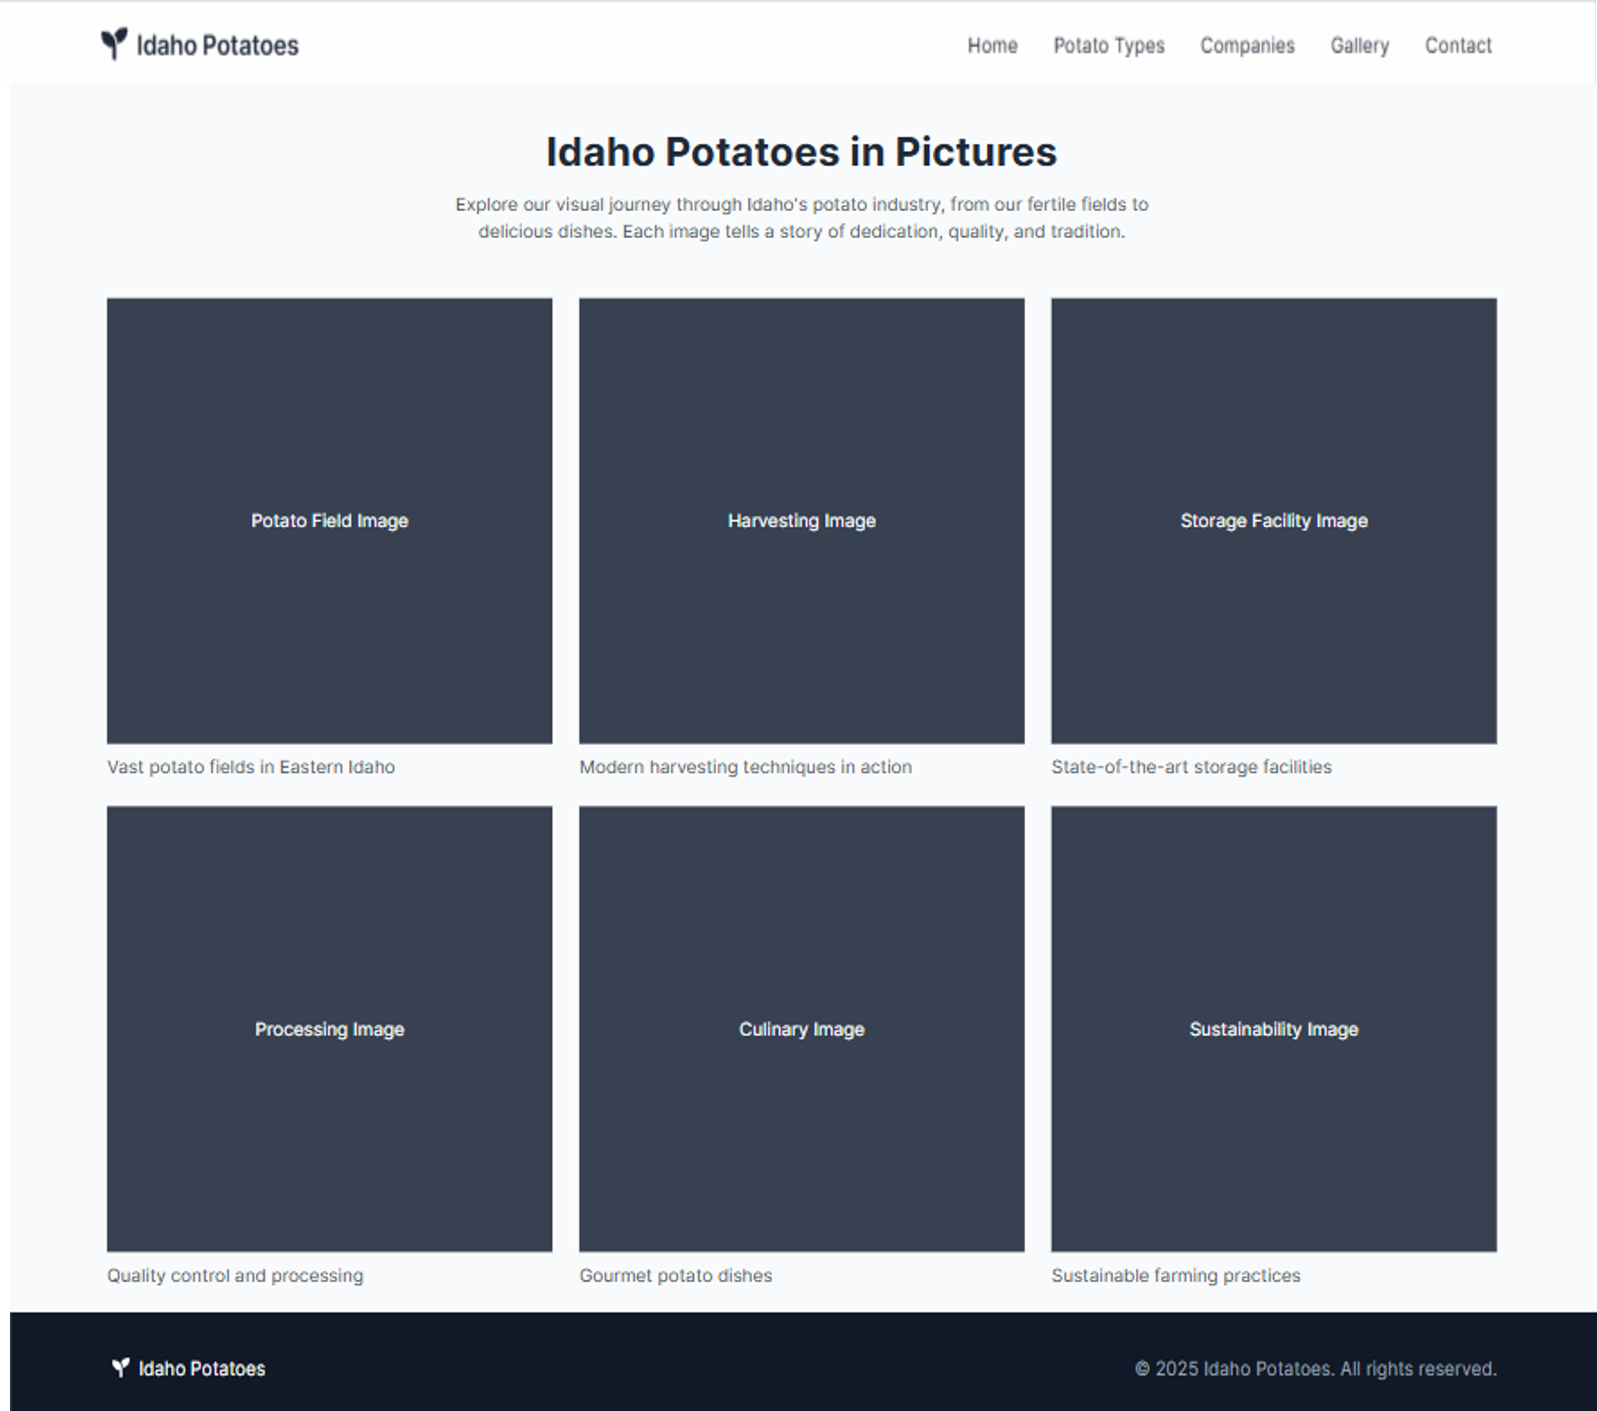 Idaho Potatoes
Home Potato Types Companies Gallery Contact
Idaho Potatoes in Pictures
Explore our visual journey through Idaho's potato industry, from our fertile fields to
delicious dishes. Each image tells a story of dedication, quality, and tradition.
Potato Field Image
Harvesting Image
Storage Facility Image
Vast potato fields in Eastern Idaho
Modern harvesting techniques in action
State-of-the-art storage facilities
Processing Image
Culinary Image
Sustainability Image
Quality control and processing
Gourmet potato dishes
Sustainable farming practices
Idaho Potatoes
© 2025 Idaho Potatoes. All rights reserved.